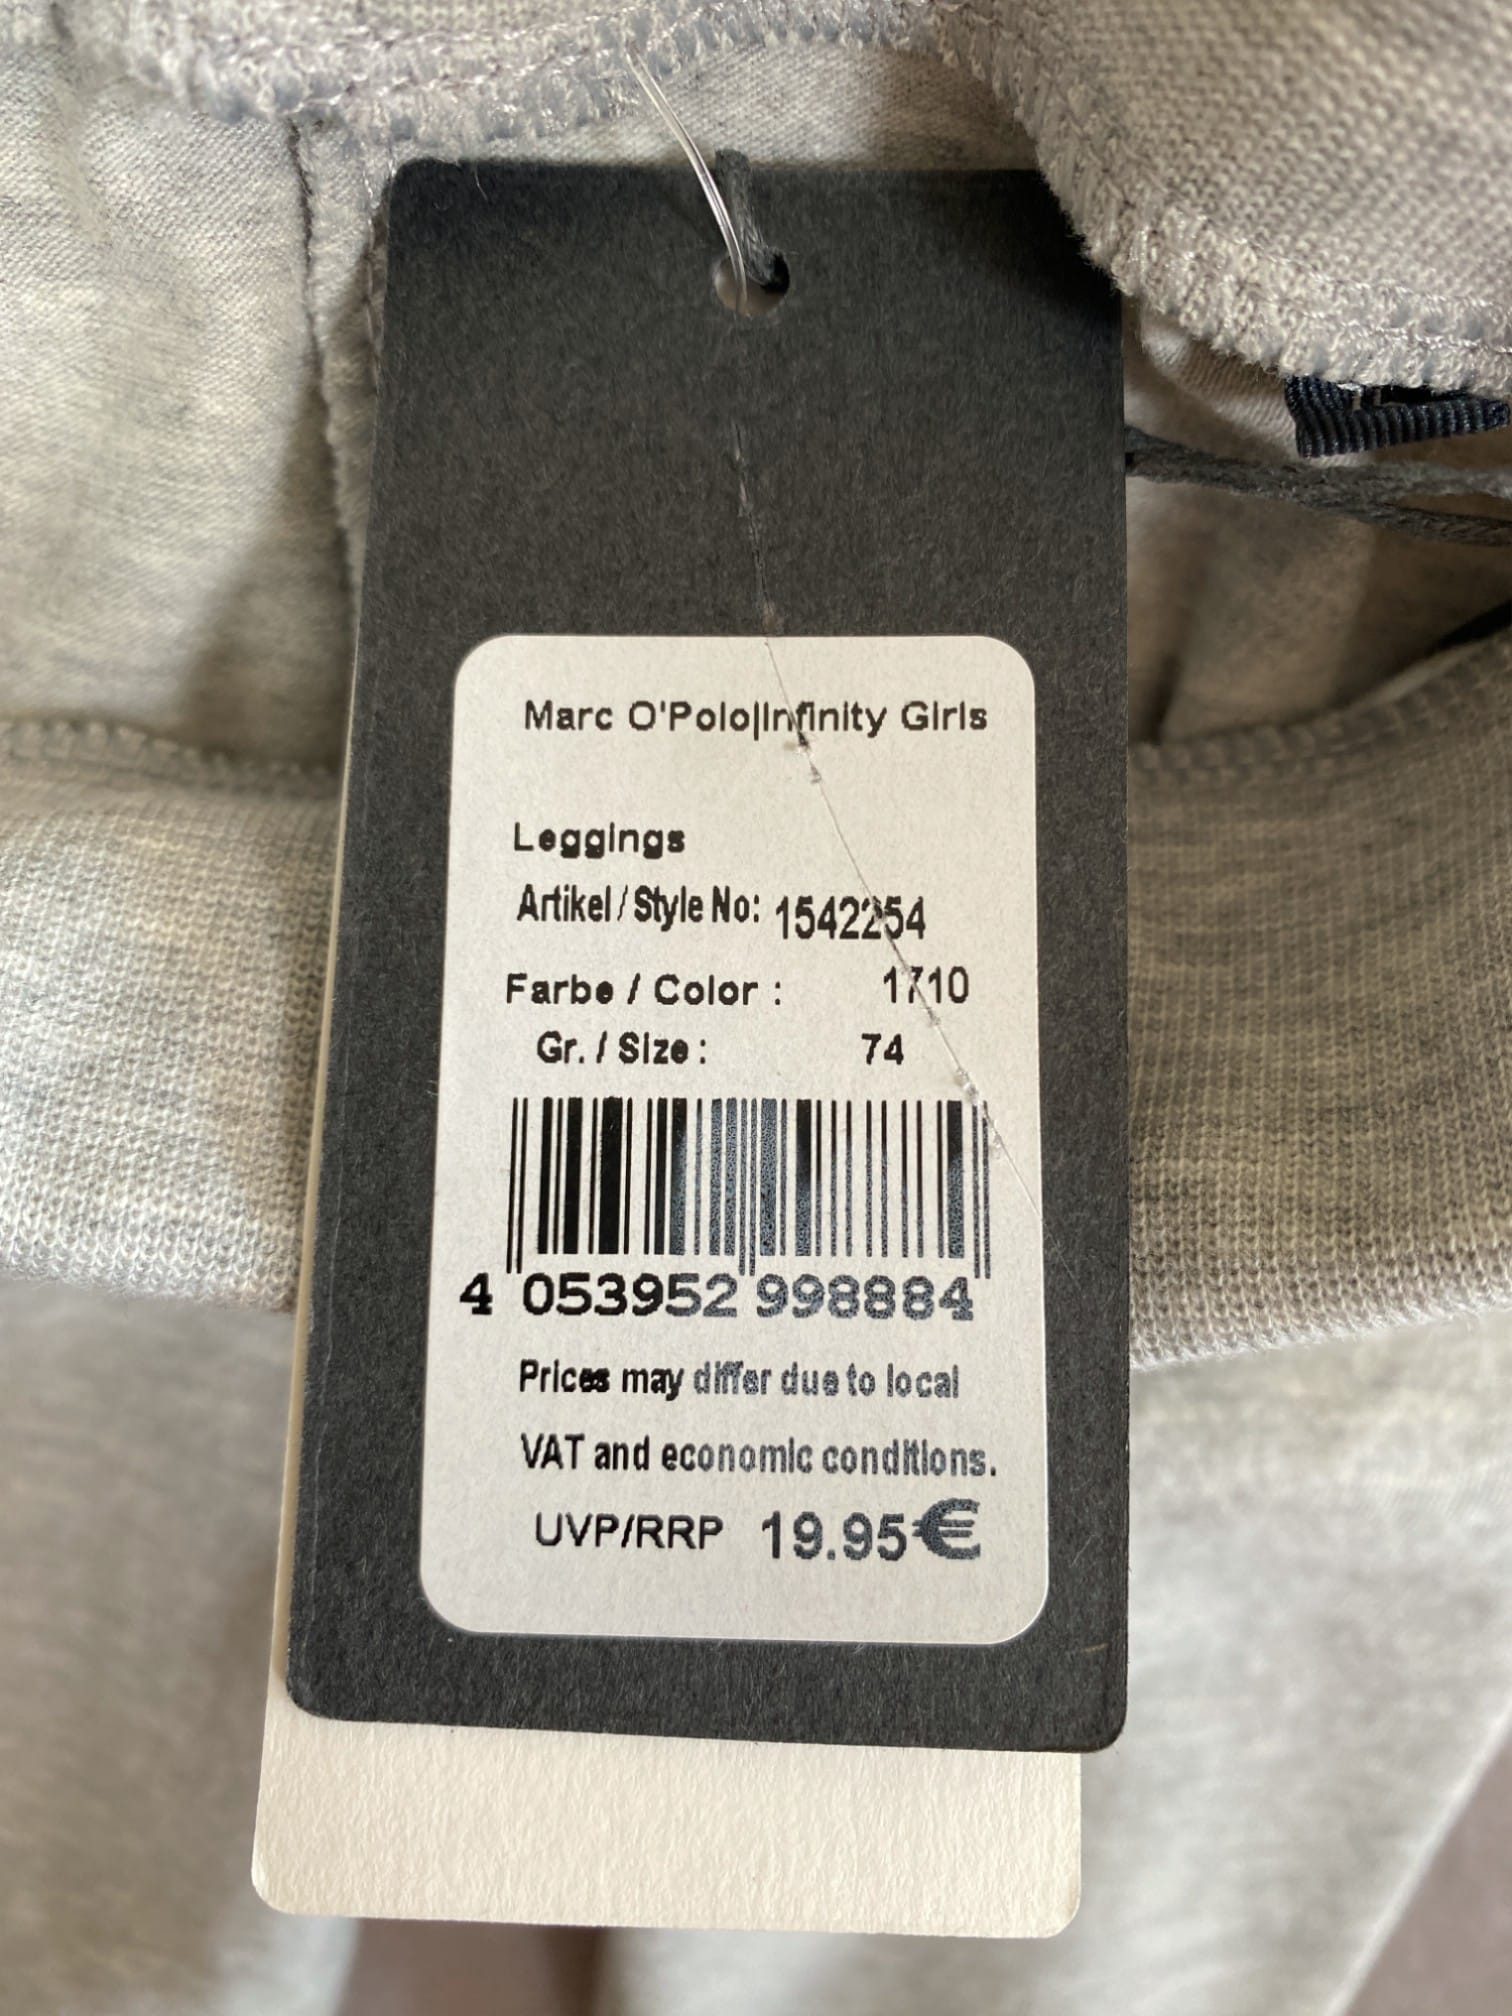 Marc O'Polo|Infinity Girls
Leggings
Artikel / Style No: 1542254
Farbe / Color : 1710
Gr. / Size : 74
4 053952 998884
Prices may differ due to local
VAT and economic conditions.
UVP/RRP 19.95€